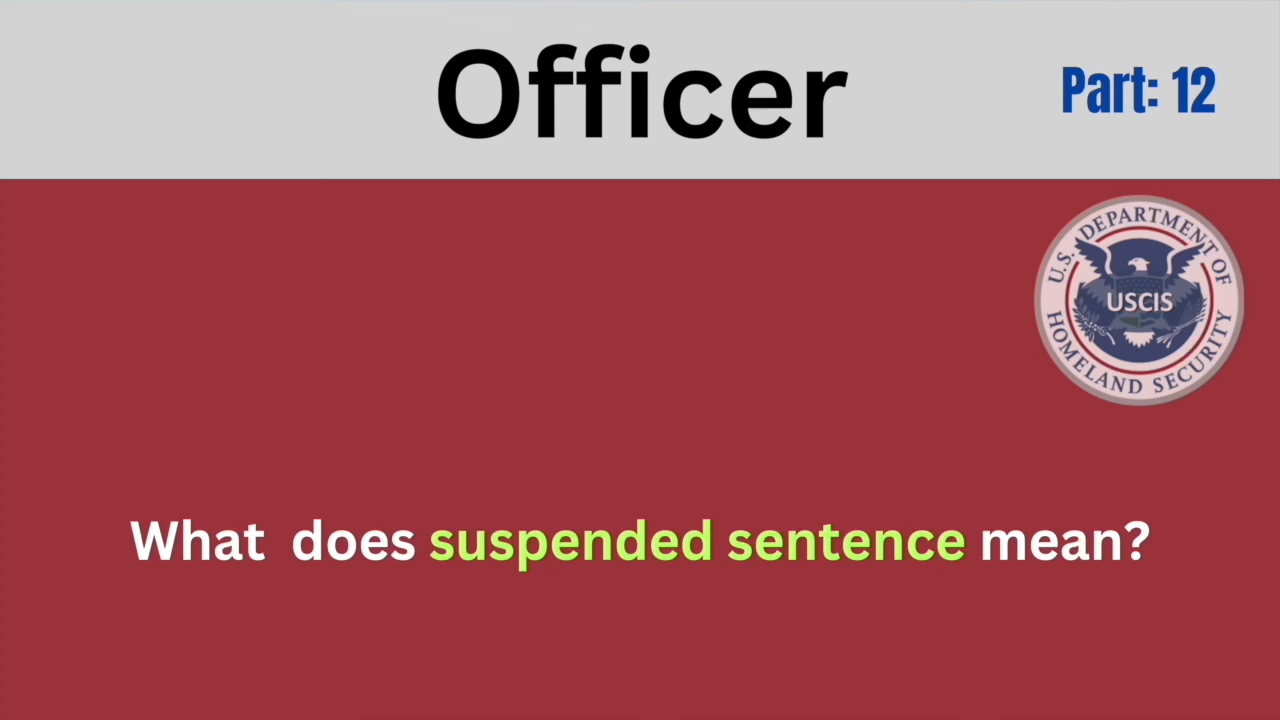 Officer
Part: 12
U.S. DEPARTMENT OF
USCIS
HOMELAND SECURITY
What does suspended sentence mean?